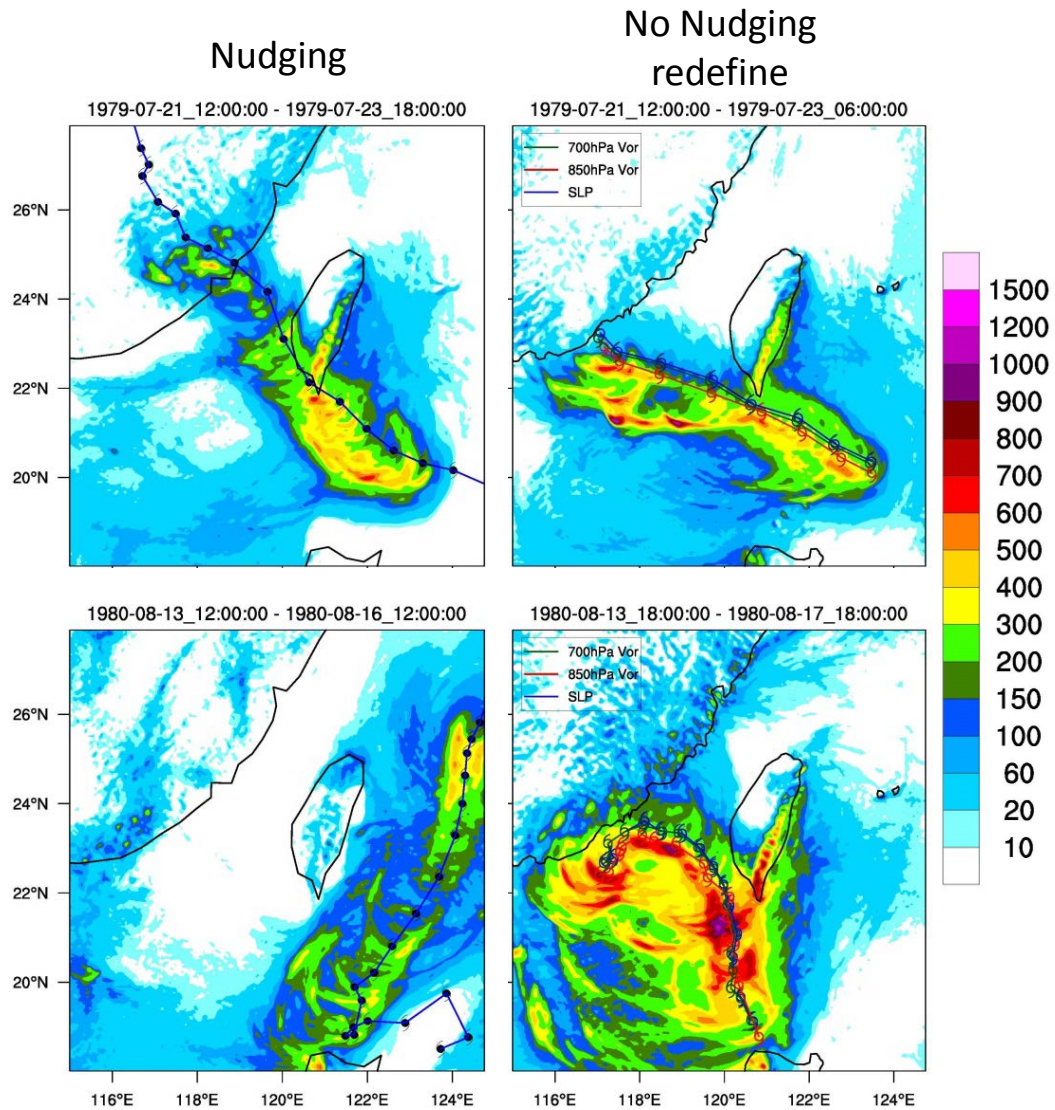 Nudging
No Nudging
redefine
1979-07-21_12:00:00 - 1979-07-23_18:00:00
1979-07-21_12:00:00 - 1979-07-23_06:00:00
700hPa Vor
850hPa Vor
SLP
26°N
24°N
22°N
20°N
1500
1200
1000
900
800
700
600
500
400
300
200
150
100
60
20
10
1980-08-13_12:00:00 - 1980-08-16_12:00:00
1980-08-13_18:00:00 - 1980-08-17_18:00:00
700hPa Vor
850hPa Vor
SLP
26°N
24°N
22°N
20°N
116°E 118°E 120°E 122°E 124°E
116°E 118°E 120°E 122°E 124°E